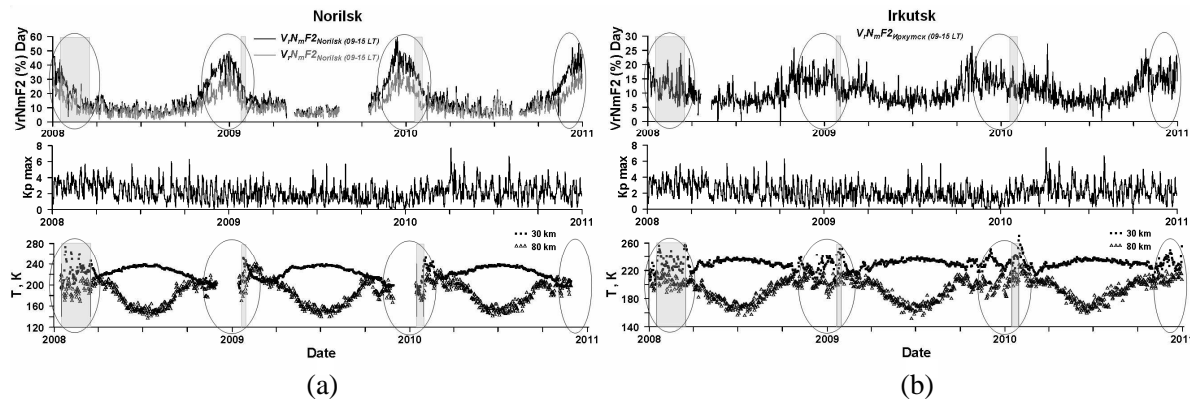 Norilsk
VrNmF2 (%) Day
60
50
40
30
20
10
0
VrNmF2Norilsk (09-15 LT)
VrNmF2Norilsk (09-15 LT)
2008 2009 2010 2011
Kp max
8
6
4
2
0
2008 2009 2010 2011
30 km
80 km
T, K
280
240
200
160
120
2008 2009 2010 2011
Date
(a)
Irkutsk
VrNmF2 (%) Day
30
25
20
15
10
5
0
VrNmF2Иркутск (09-15 LT)
2008 2009 2010 2011
Kp max
8
6
4
2
0
2008 2009 2010 2011
30 km
80 km
T, K
260
220
180
140
2008 2009 2010 2011
Date
(b)